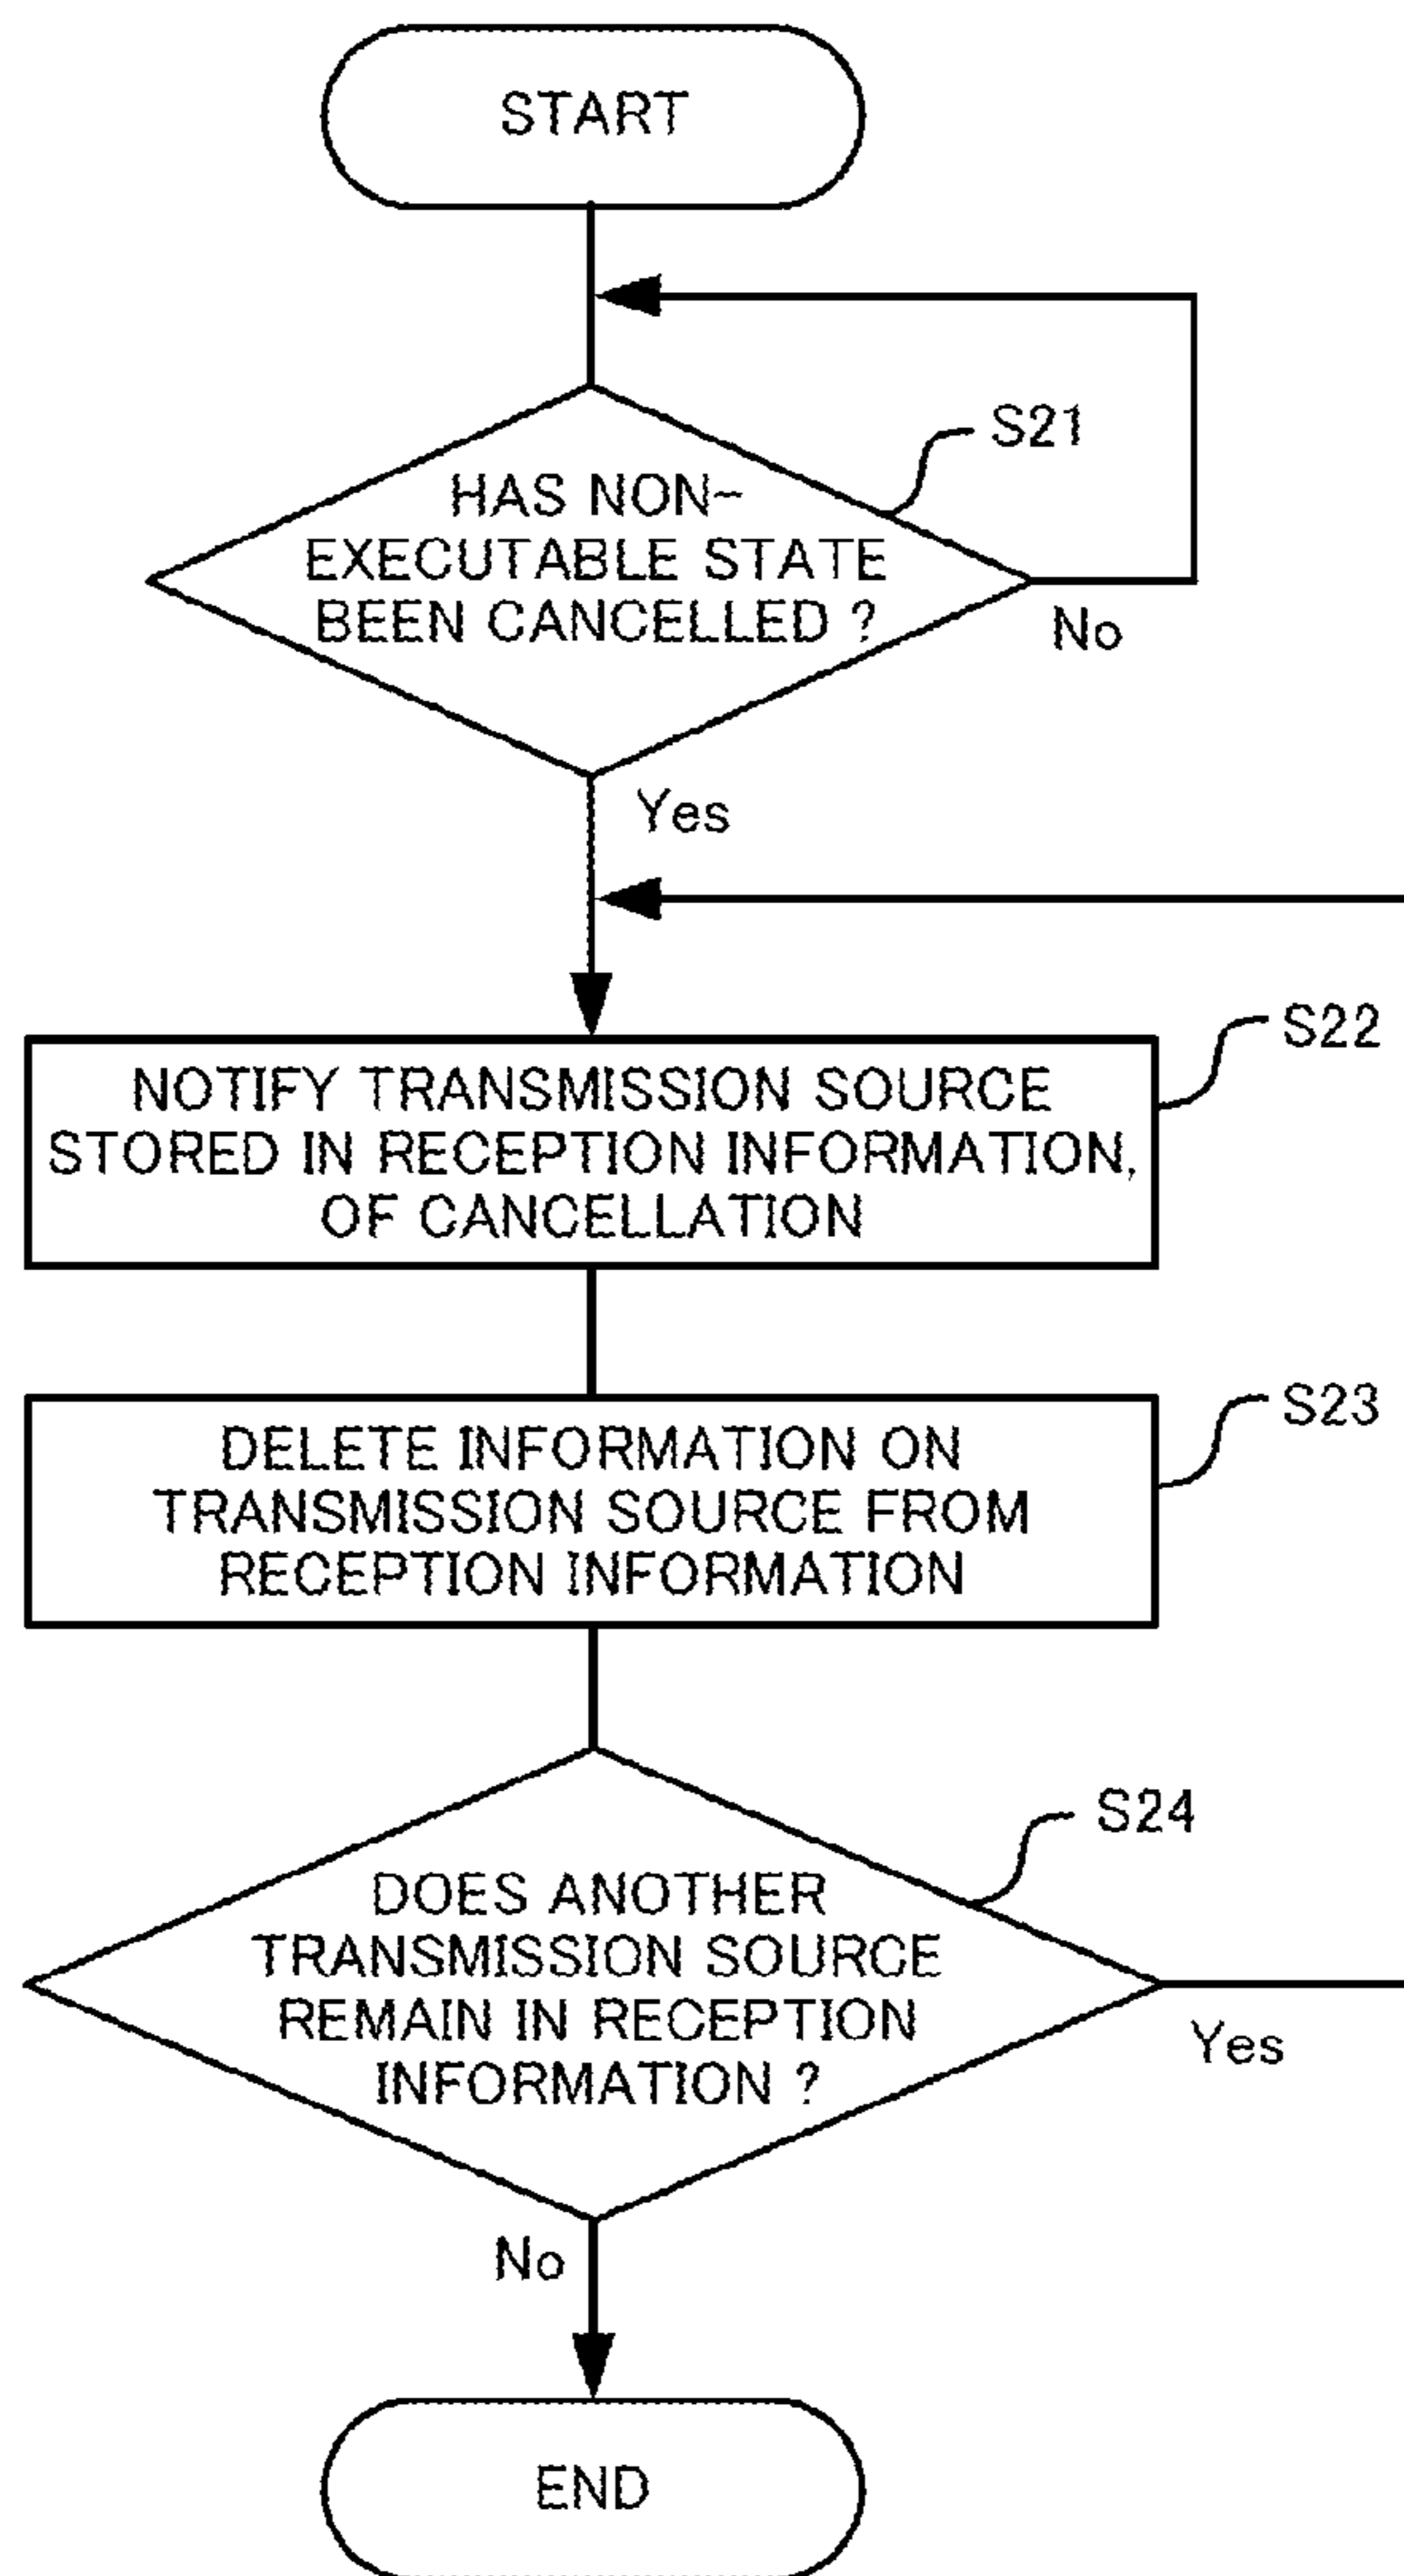 START
S21
HAS NON-
EXECUTABLE STATE
BEEN CANCELLED ?
No
Yes
S22
NOTIFY TRANSMISSION SOURCE
STORED IN RECEPTION INFORMATION,
OF CANCELLATION
S23
DELETE INFORMATION ON
TRANSMISSION SOURCE FROM
RECEPTION INFORMATION
S24
DOES ANOTHER
TRANSMISSION SOURCE
REMAIN IN RECEPTION
INFORMATION ?
Yes
No
END